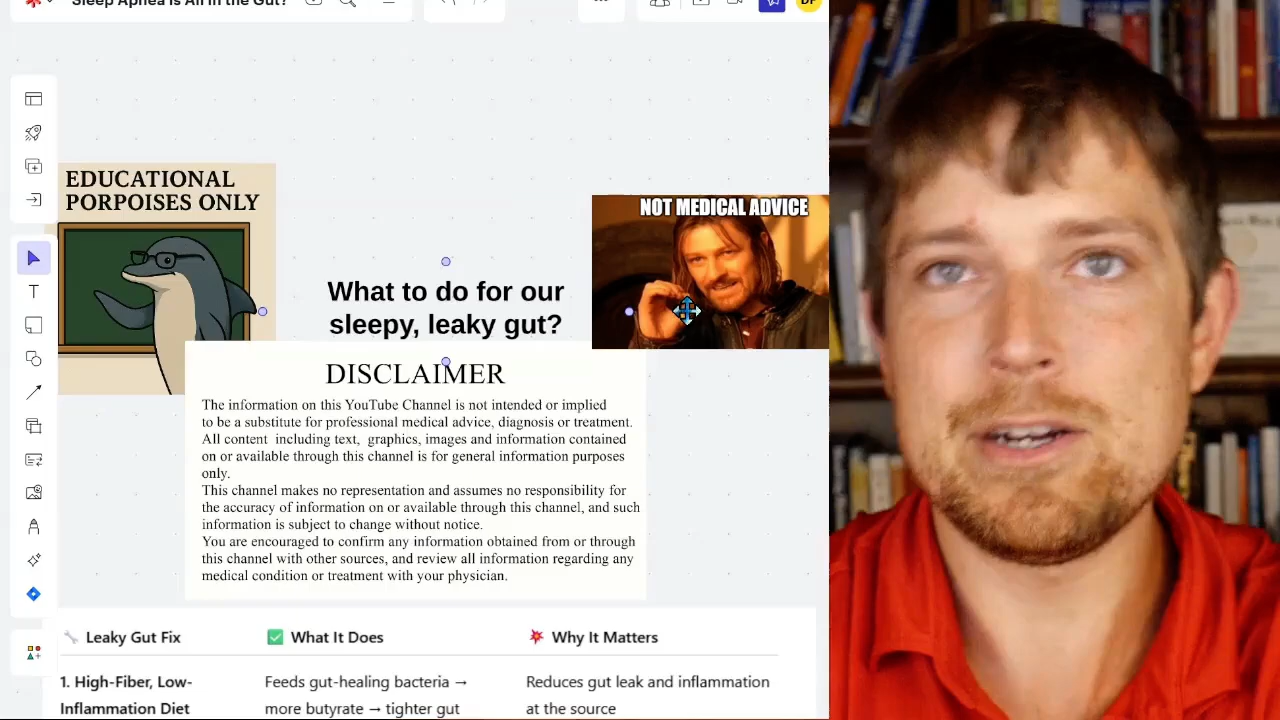 Sleep Apnea Is All in the Gut?
EDUCATIONAL
PORPOISES ONLY
NOT MEDICAL ADVICE
What to do for our
sleepy, leaky gut?
DISCLAIMER
The information on this YouTube Channel is not intended or implied
to be a substitute for professional medical advice, diagnosis or treatment.
All content including text, graphics, images and information contained
on or available through this channel is for general information purposes
only.
This channel makes no representation and assumes no responsibility for
the accuracy of information on or available through this channel, and such
information is subject to change without notice.
You are encouraged to confirm any information obtained from or through
this channel with other sources, and review all information regarding any
medical condition or treatment with your physician.
Leaky Gut Fix What It Does Why It Matters
1. High-Fiber, Low- Feeds gut-healing bacteria → Reduces gut leak and inflammation
Inflammation Diet more butyrate → tighter gut at the source